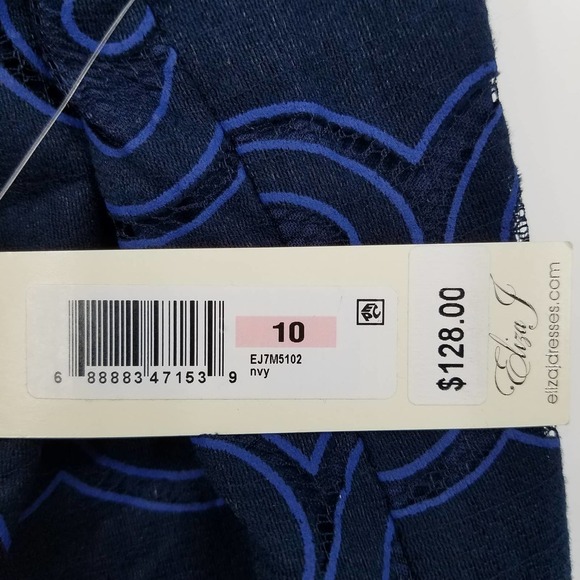 10
EJ7M5102
nvy
6 88883 47153 9
$128.00
Eliza J
elizajdresses.com